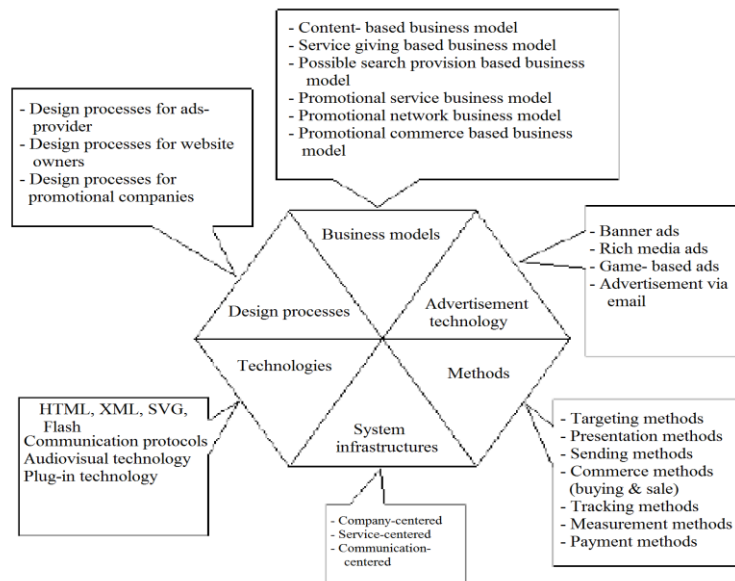 - Content- based business model
- Service giving based business model
- Possible search provision based business
model
- Promotional service business model
- Promotional network business model
- Promotional commerce based business
model
- Design processes for ads-
provider
- Design processes for website
owners
- Design processes for
promotional companies
- Banner ads
- Rich media ads
- Game- based ads
- Advertisement via
email
Business models
Design processes
Advertisement
technology
Technologies
Methods
System
infrastructures
HTML, XML, SVG,
Flash
Communication protocols
Audiovisual technology
Plug-in technology
- Targeting methods
- Presentation methods
- Sending methods
- Commerce methods
(buying & sale)
- Tracking methods
- Measurement methods
- Payment methods
- Company-centered
- Service-centered
- Communication-
centered